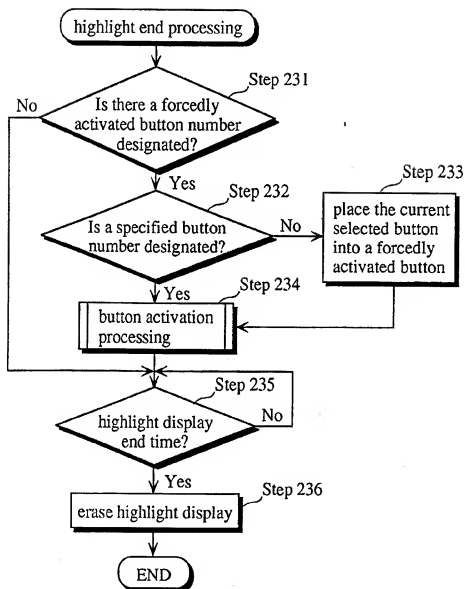 highlight end processing
Step 231
No
Is there a forcedly
activated button number
designated?
Yes
Step 232
Step 233
Is a specified button
number designated?
No
place the current
selected button
into a forcedly
activated button
Yes
Step 234
button activation
processing
Step 235
highlight display
end time?
No
Yes
Step 236
erase highlight display
END